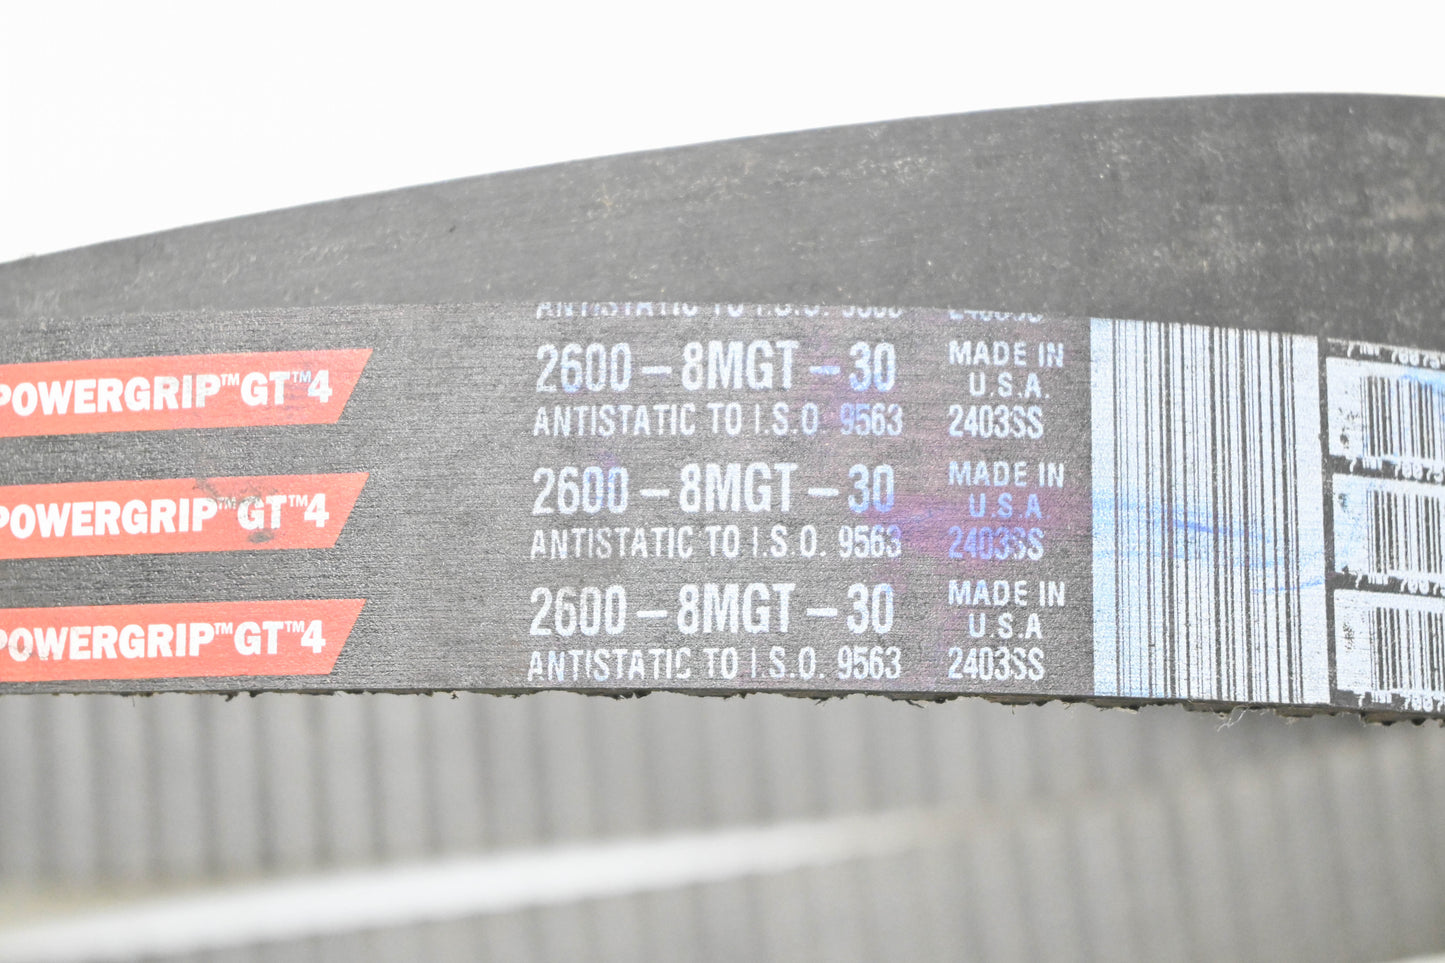 POWERGRIP™ GT™4
2600-8MGT-30
MADE IN
U.S.A.
ANTISTATIC TO I.S.O. 9563
2403SS
POWERGRIP™ GT™4
2600-8MGT-30
MADE IN
U.S.A
ANTISTATIC TO I.S.O. 9563
2403SS
POWERGRIP™ GT™4
2600-8MGT-30
MADE IN
U.S.A
ANTISTATIC TO I.S.O. 9563
2403SS